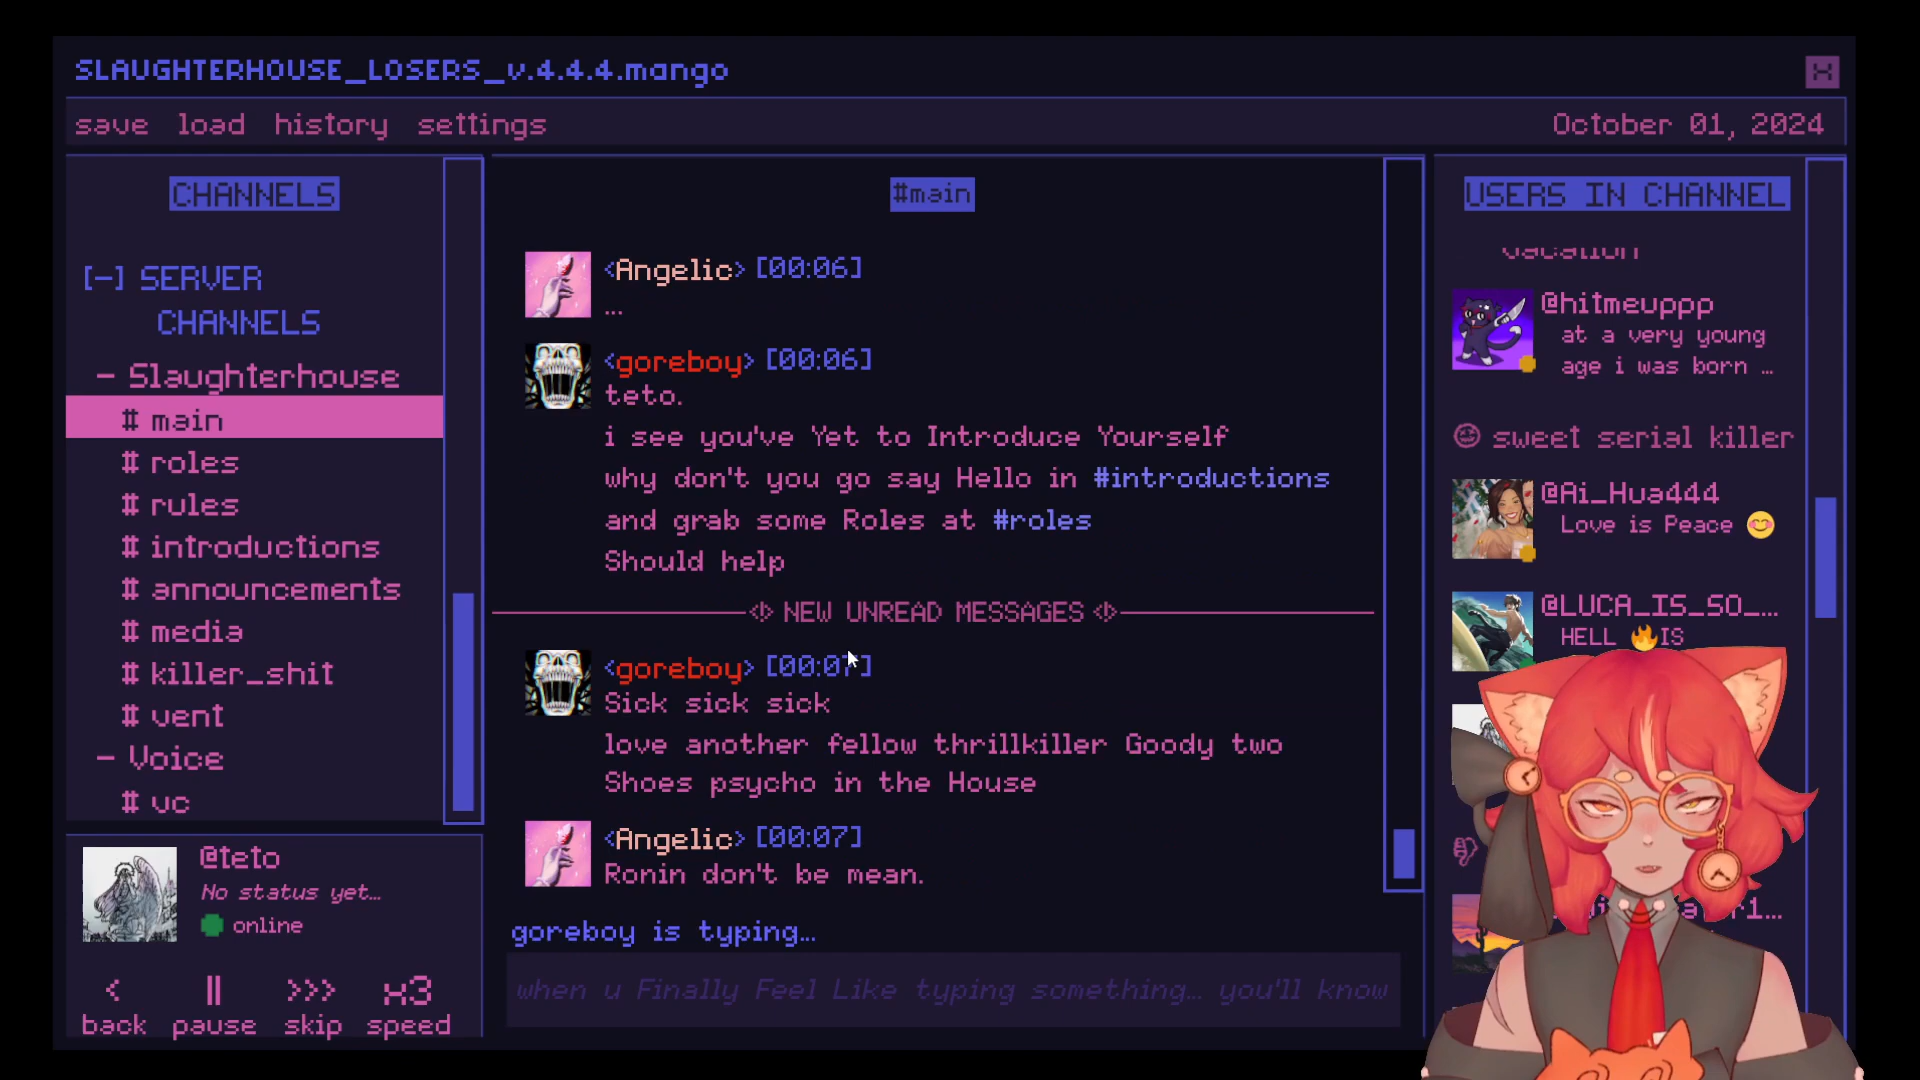 SLAUGHTERHOUSE_LOSERS_v.4.4.4.mango
save load history settings
October 01, 2024
CHANNELS
[-] SERVER
CHANNELS
- Slaughterhouse
# main
# roles
# rules
# introductions
# announcements
# media
# killer_shit
# vent
- Voice
# vc
@teto
No status yet...
online
< || >>> x3
back pause skip speed
#main
<Angelic> [00:06]
...
<goreboy> [00:06]
teto.
i see you've Yet to Introduce Yourself
why don't you go say Hello in #introductions
and grab some Roles at #roles
Should help
NEW UNREAD MESSAGES
<goreboy> [00:07]
Sick sick sick
love another fellow thrillkiller Goody two
Shoes psycho in the House
<Angelic> [00:07]
Ronin don't be mean.
goreboy is typing...
when u Finally Feel Like typing something... you'll know
USERS IN CHANNEL
vacation
@hitmeuppp
at a very young
age i was born ...
sweet serial killer
@Ai_Hua444
Love is Peace 😊
@LUCA_IS_SO_...
HELL 🔥IS